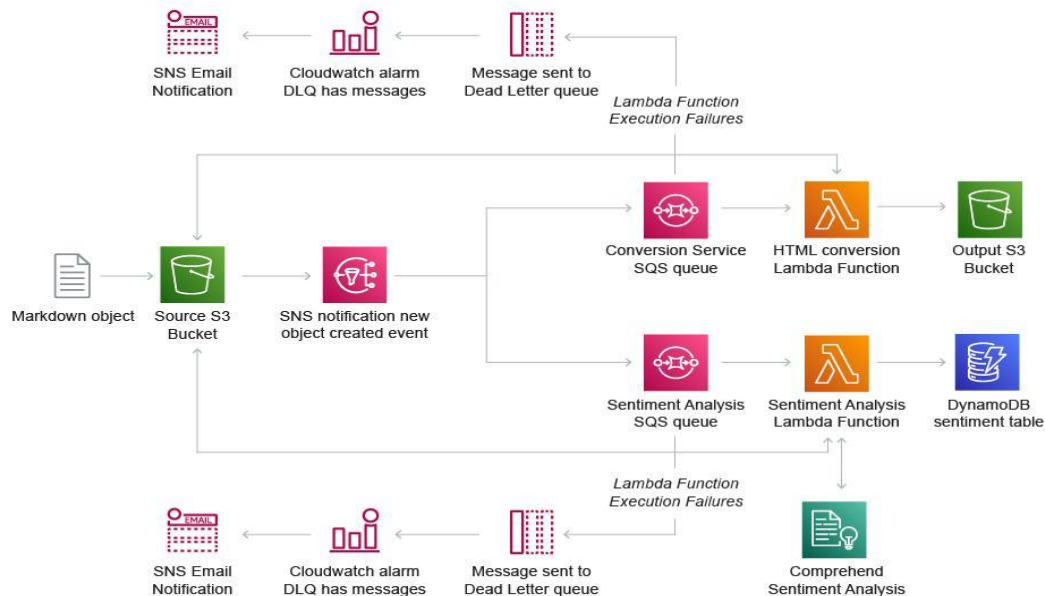 EMAIL
SNS Email
Notification
Cloudwatch alarm
DLQ has messages
Message sent to
Dead Letter queue
Lambda Function
Execution Failures
Markdown object
Source S3
Bucket
SNS notification new
object created event
Conversion Service
SQS queue
HTML conversion
Lambda Function
Output S3
Bucket
Sentiment Analysis
SQS queue
Sentiment Analysis
Lambda Function
DynamoDB
sentiment table
Lambda Function
Execution Failures
EMAIL
SNS Email
Notification
Cloudwatch alarm
DLQ has messages
Message sent to
Dead Letter queue
Comprehend
Sentiment Analysis